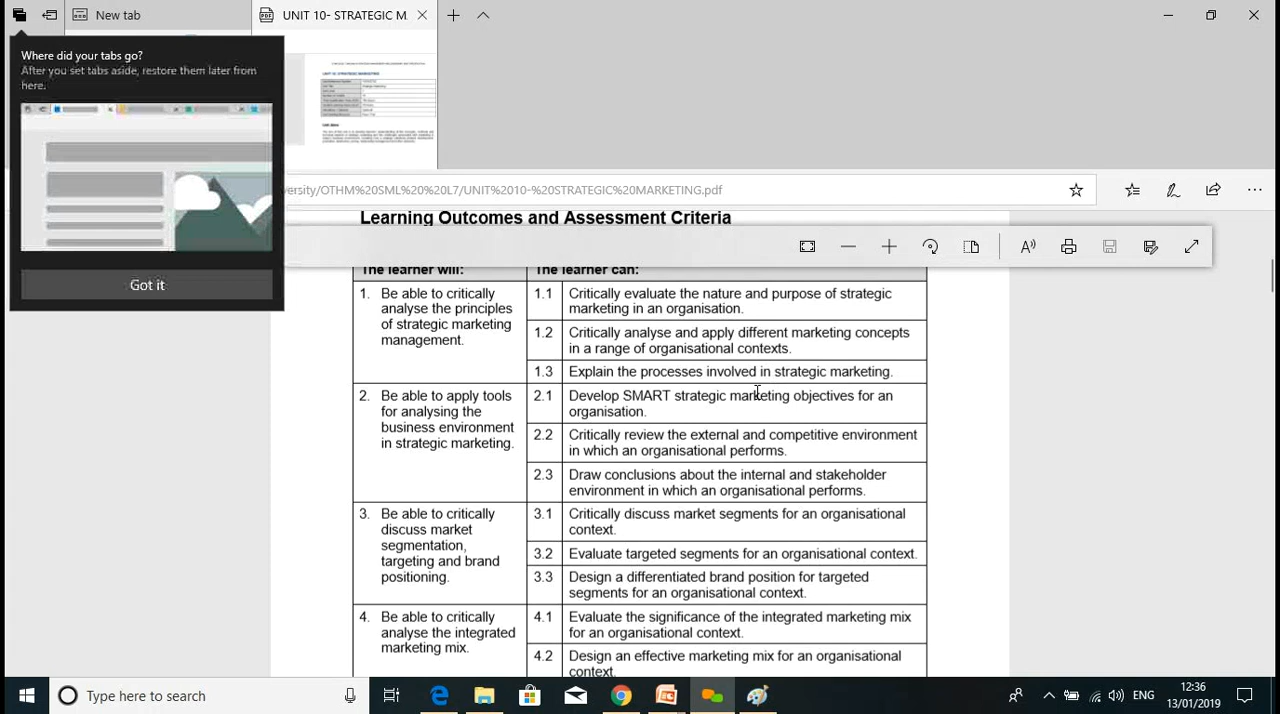 New tab
UNIT 10- STRATEGIC M.
Where did your tabs go?
After you set tabs aside, restore them later from
here.
Got it
versity/OTHM%20SML%20%20L7/UNIT%2010-%20STRATEGIC%20MARKETING.pdf
Learning Outcomes and Assessment Criteria
The learner will:
The learner can:
1. Be able to critically
analyse the principles
of strategic marketing
management.
1.1 Critically evaluate the nature and purpose of strategic
marketing in an organisation.
1.2 Critically analyse and apply different marketing concepts
in a range of organisational contexts.
1.3 Explain the processes involved in strategic marketing.
2. Be able to apply tools
for analysing the
business environment
in strategic marketing.
2.1 Develop SMART strategic marketing objectives for an
organisation.
2.2 Critically review the external and competitive environment
in which an organisational performs.
2.3 Draw conclusions about the internal and stakeholder
environment in which an organisational performs.
3. Be able to critically
discuss market
segmentation,
targeting and brand
positioning.
3.1 Critically discuss market segments for an organisational
context.
3.2 Evaluate targeted segments for an organisational context.
3.3 Design a differentiated brand position for targeted
segments for an organisational context.
4. Be able to critically
analyse the integrated
marketing mix.
4.1 Evaluate the significance of the integrated marketing mix
for an organisational context.
4.2 Design an effective marketing mix for an organisational
context.
Type here to search
ENG
12:36
13/01/2019